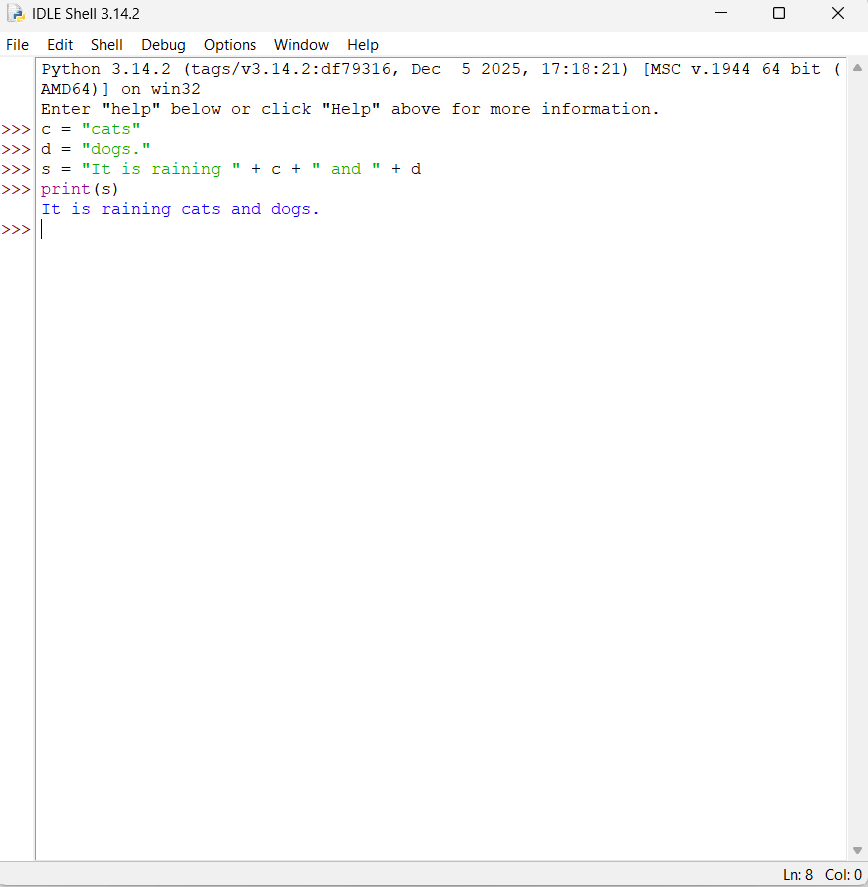 IDLE Shell 3.14.2
File Edit Shell Debug Options Window Help
Python 3.14.2 (tags/v3.14.2:df79316, Dec  5 2025, 17:18:21) [MSC v.1944 64 bit (
AMD64)] on win32
Enter "help" below or click "Help" above for more information.
>>> c = "cats"
>>> d = "dogs."
>>> s = "It is raining " + c + " and " + d
>>> print(s)
It is raining cats and dogs.
>>>
Ln: 8 Col: 0